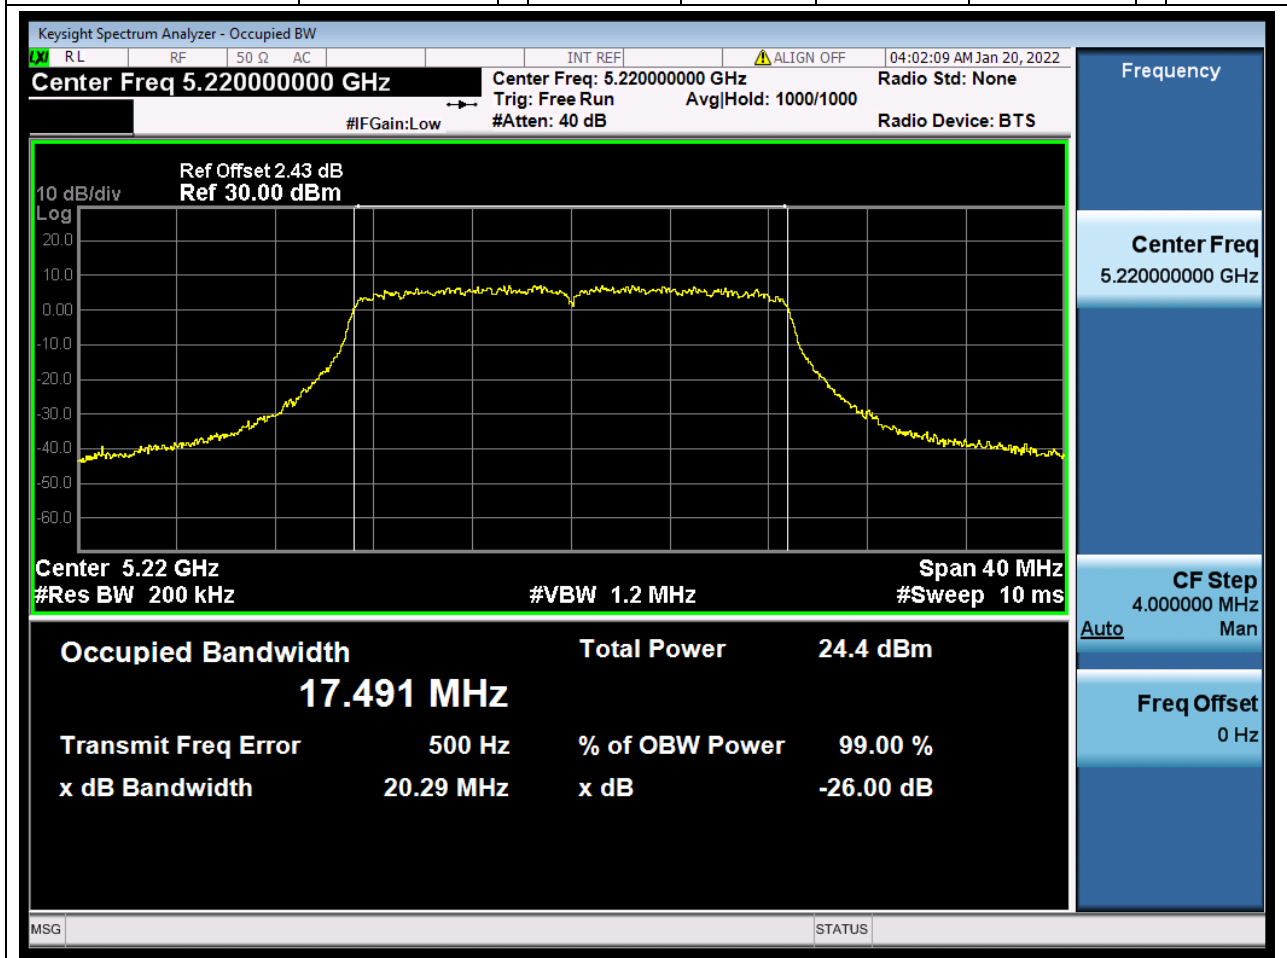 Keysight Spectrum Analyzer - Occupied BW
LXI RL RF 50 Ω AC INT REF ALIGN OFF 04:02:09 AM Jan 20, 2022
Center Freq 5.220000000 GHz
Center Freq: 5.220000000 GHz
Radio Std: None
Trig: Free Run Avg|Hold: 1000/1000
#IFGain:Low
#Atten: 40 dB
Radio Device: BTS
Ref Offset 2.43 dB
10 dB/div Ref 30.00 dBm
Log
20.0
10.0
0.00
-10.0
-20.0
-30.0
-40.0
-50.0
-60.0
Center 5.22 GHz Span 40 MHz
#Res BW 200 kHz #VBW 1.2 MHz #Sweep 10 ms
Occupied Bandwidth Total Power 24.4 dBm
17.491 MHz
Transmit Freq Error 500 Hz % of OBW Power 99.00 %
x dB Bandwidth 20.29 MHz x dB -26.00 dB
Frequency
Center Freq
5.220000000 GHz
CF Step
4.000000 MHz
Auto Man
Freq Offset
0 Hz
MSG STATUS